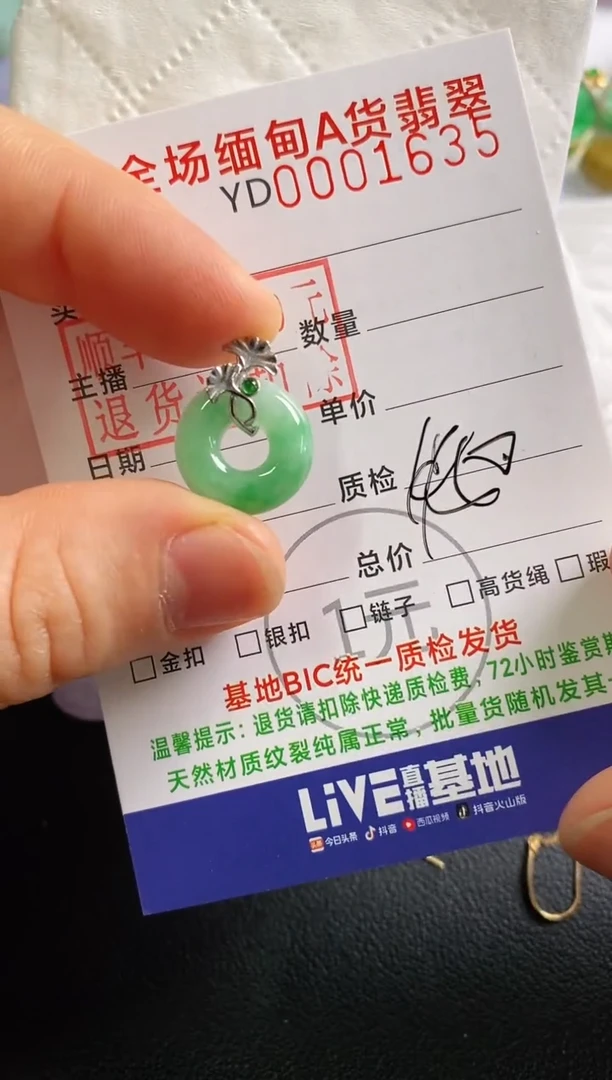 全场缅甸A货翡翠
YD0001635
数量
主播
退货
单价
日期
质检
总价
1元
金扣 银扣 链子 高货绳 瑕
基地BIC统一质检发货
温馨提示：退货请扣除快递质检费，72小时鉴赏期
天然材质纹裂纯属正常，批量货随机发其
LiVE直播基地
今日头条 抖音 西瓜视频 抖音火山版